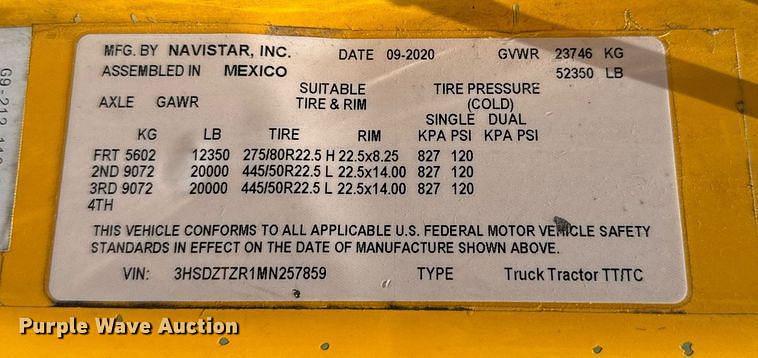 MFG. BY NAVISTAR, INC. DATE 09-2020 GVWR 23746 KG
ASSEMBLED IN MEXICO 52350 LB
SUITABLE TIRE PRESSURE
AXLE GAWR TIRE & RIM (COLD)
SINGLE DUAL
KG LB TIRE RIM KPA PSI KPA PSI
FRT 5602 12350 275/80R22.5 H 22.5x8.25 827 120
2ND 9072 20000 445/50R22.5 L 22.5x14.00 827 120
3RD 9072 20000 445/50R22.5 L 22.5x14.00 827 120
4TH
THIS VEHICLE CONFORMS TO ALL APPLICABLE U.S. FEDERAL MOTOR VEHICLE SAFETY
STANDARDS IN EFFECT ON THE DATE OF MANUFACTURE SHOWN ABOVE.
VIN: 3HSDZTZR1MN257859 TYPE Truck Tractor TT/TC
Purple Wave Auction